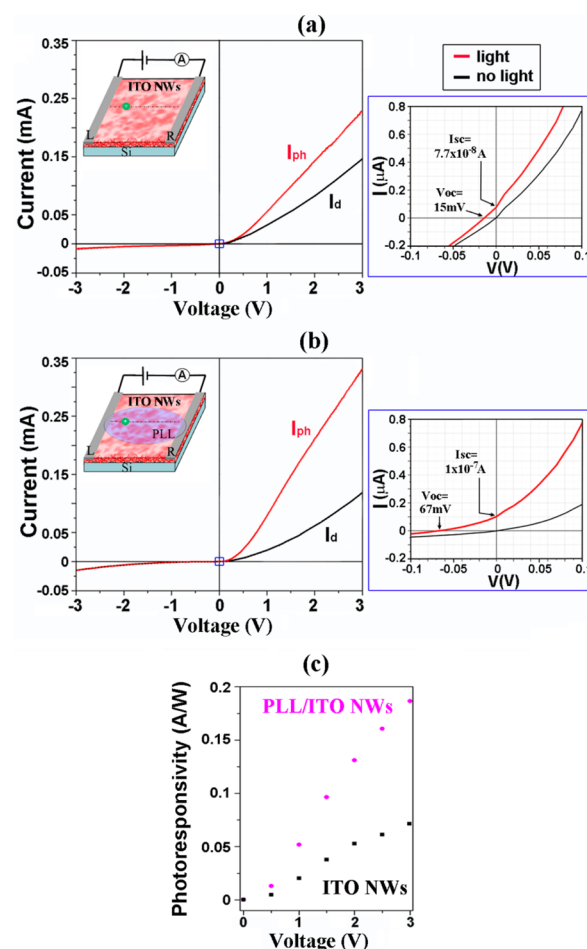 (a)
Current (mA)
0.35
0.25
0.15
0.05
0
-0.05
-3
-2
-1
0
1
2
3
Voltage (V)
A
ITO NWs
L
R
Si
Iph
Id
light
no light
I(μA)
0.8
0.6
0.4
0.2
0
-0.2
-0.1
-0.05
0
0.05
0.1
V(V)
Isc=
7.7x10-8 A
Voc=
15mV
(b)
Current (mA)
0.35
0.25
0.15
0.05
0
-0.05
-3
-2
-1
0
1
2
3
Voltage (V)
A
ITO NWs
PLL
L
R
Si
Iph
Id
I(μA)
0.8
0.6
0.4
0.2
0
-0.2
-0.1
-0.05
0
0.05
0.1
V(V)
Isc=
1x10-7A
Voc=
67mV
(c)
Photoresponsivity (A/W)
0.2
0.15
0.1
0.05
0
0
1
2
3
Voltage (V)
PLL/ITO NWs
ITO NWs